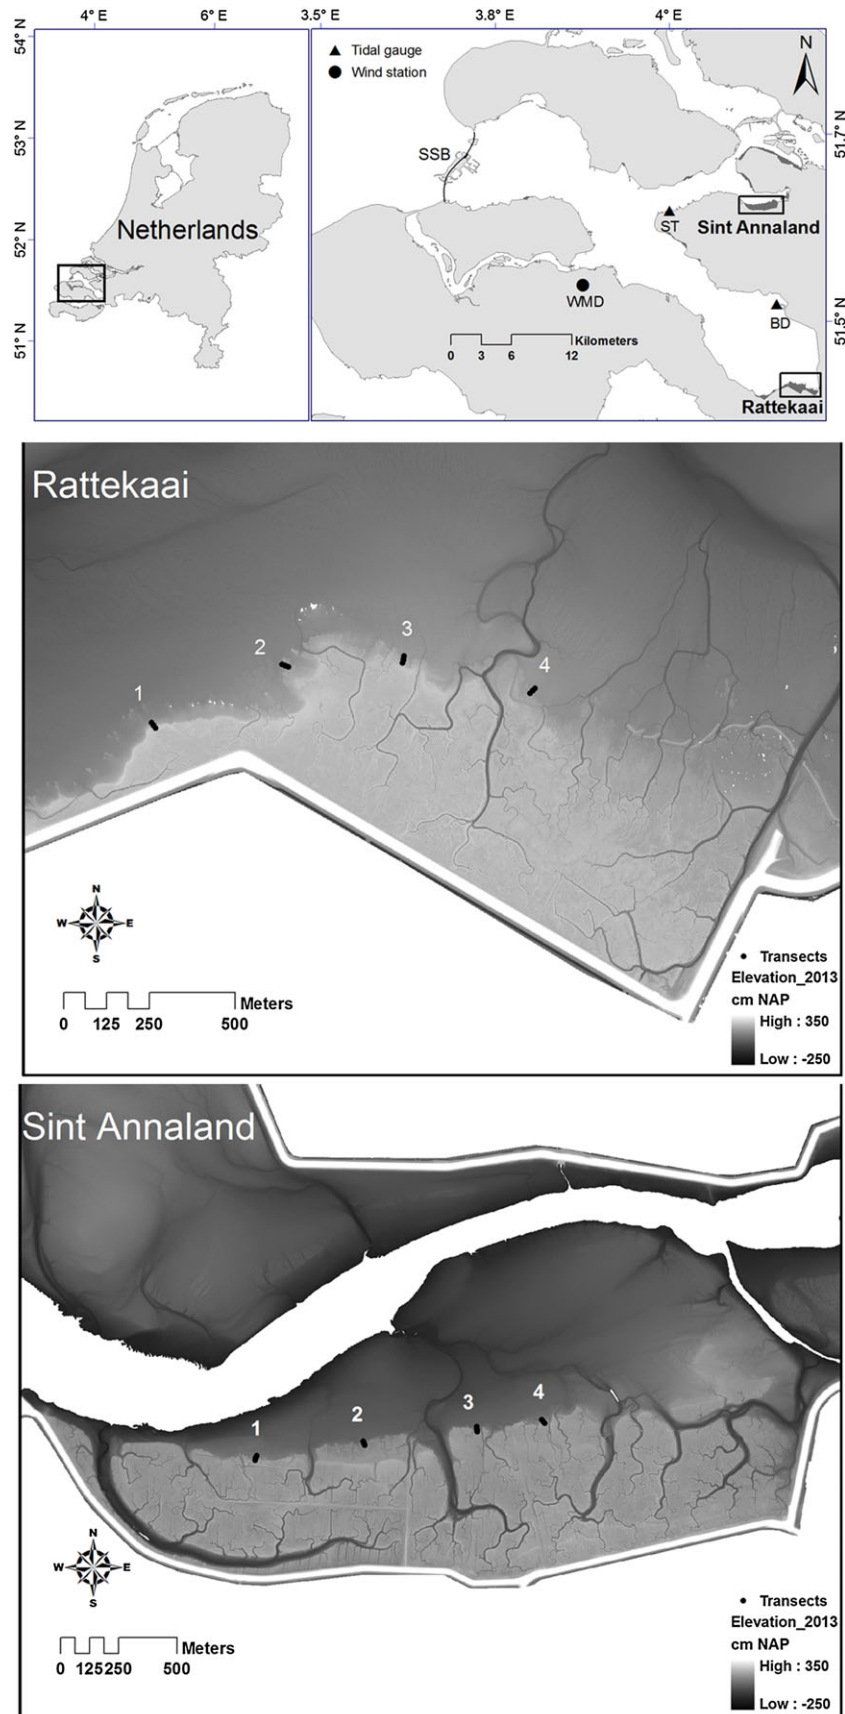 4° E 6° E 3.5° E 3.8° E 4° E
54° N
53° N
52° N
51° N
Netherlands
Tidal gauge
Wind station
N
51.7° N
SSB
ST
Sint Annaland
WMD
BD
51.5° N
Kilometers
0 3 6 12
Rattekaai
Rattekaai
1
2
3
4
N
W E
S
Meters
0 125 250 500
Transects
Elevation_2013
cm NAP
High : 350
Low : -250
Sint Annaland
1
2
3
4
N
W E
S
Meters
0 125 250 500
Transects
Elevation_2013
cm NAP
High : 350
Low : -250